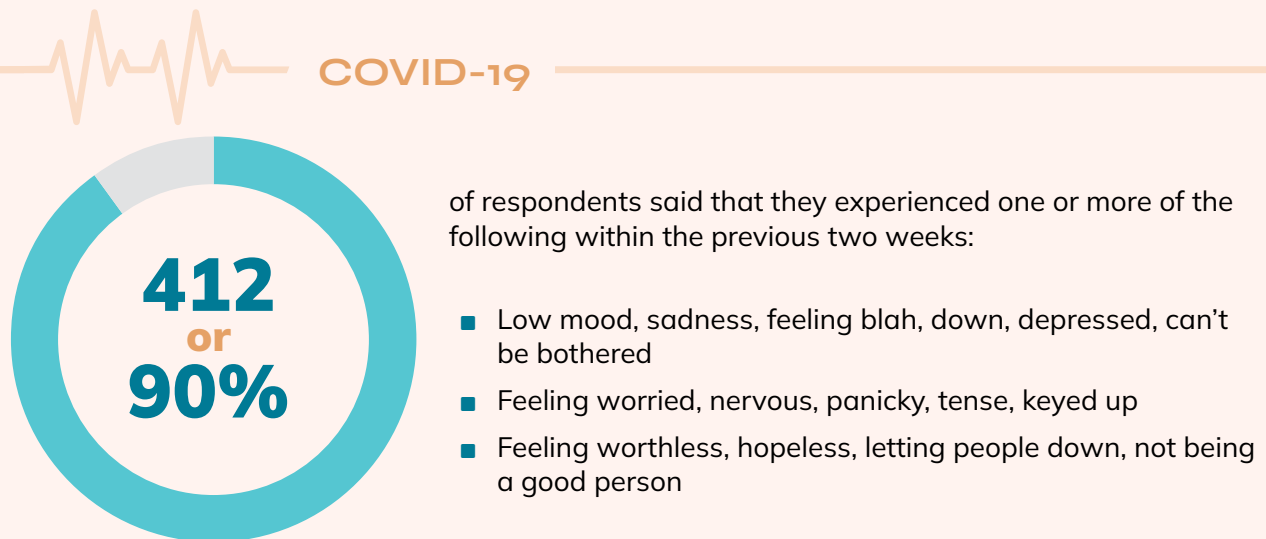 COVID-19
412
or
90%
of respondents said that they experienced one or more of the
following within the previous two weeks:
Low mood, sadness, feeling blah, down, depressed, can’t
be bothered
Feeling worried, nervous, panicky, tense, keyed up
Feeling worthless, hopeless, letting people down, not being
a good person